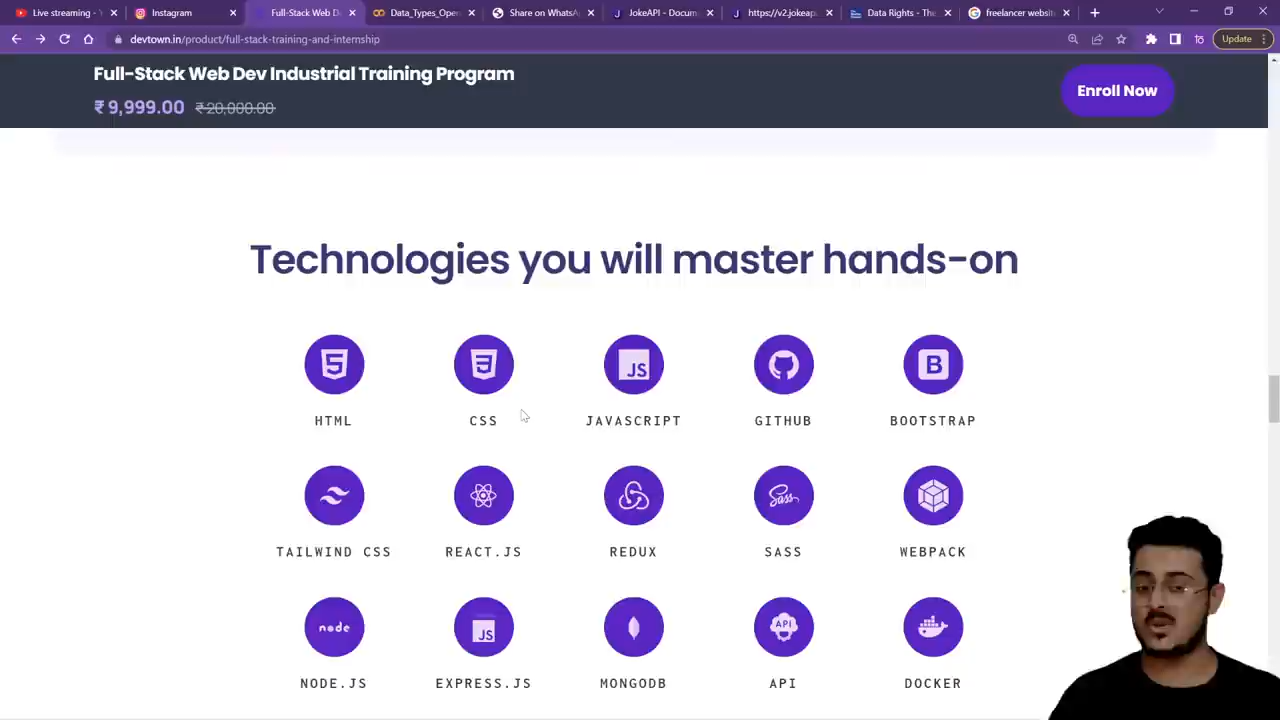 Live streaming - Y
Instagram
Full-Stack Web D
Data_Types_Ope
Share on WhatsA
JokeAPI - Docum
https://v2.jokeap
Data Rights - The
freelancer website
devtown.in/product/full-stack-training-and-internship
Update
Full-Stack Web Dev Industrial Training Program
₹ 9,999.00 ₹ 20,000.00
Enroll Now
Technologies you will master hands-on
HTML CSS JAVASCRIPT GITHUB BOOTSTRAP
TAILWIND CSS REACT.JS REDUX SASS WEBPACK
NODE.JS EXPRESS.JS MONGODB API DOCKER